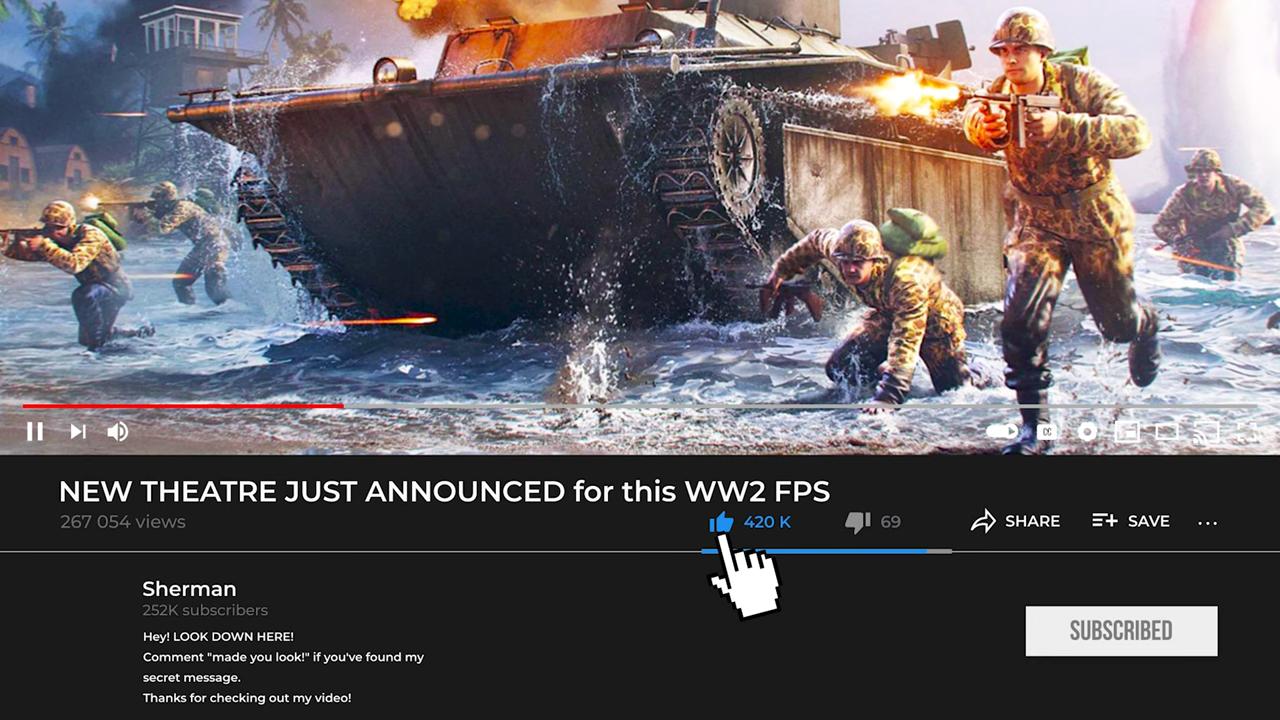 CC
NEW THEATRE JUST ANNOUNCED for this WW2 FPS
267 054 views
420 K
69
SHARE
SAVE
...
Sherman
252K subscribers
Hey! LOOK DOWN HERE!
Comment "made you look!" if you've found my
secret message.
Thanks for checking out my video!
SUBSCRIBED